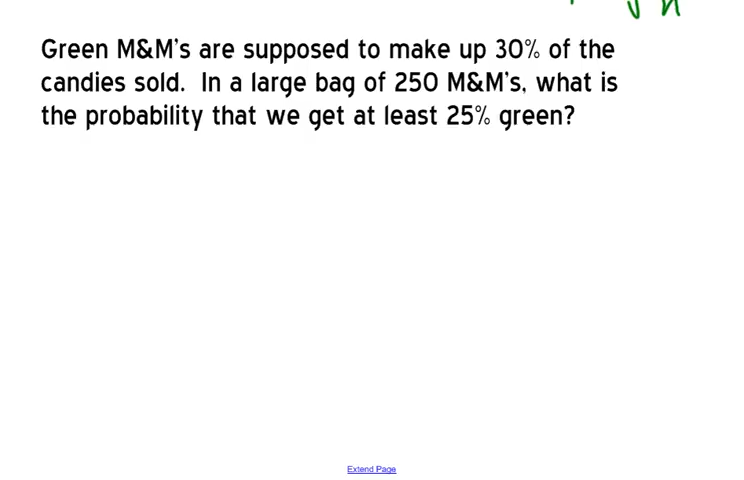 Green M&M's are supposed to make up 30% of the
candies sold. In a large bag of 250 M&M's, what is
the probability that we get at least 25% green?
Extend Page